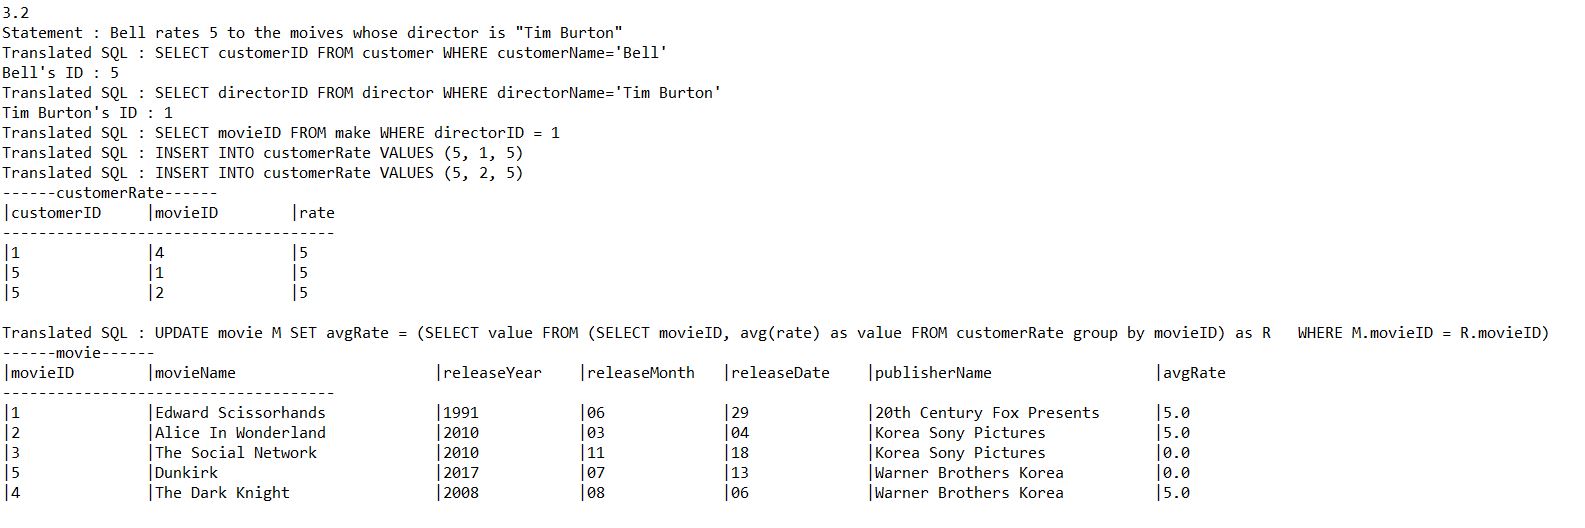 3.2
Statement : Bell rates 5 to the moives whose director is "Tim Burton"
Translated SQL : SELECT customerID FROM customer WHERE customerName='Bell'
Bell's ID : 5
Translated SQL : SELECT directorID FROM director WHERE directorName='Tim Burton'
Tim Burton's ID : 1
Translated SQL : SELECT movieID FROM make WHERE directorID = 1
Translated SQL : INSERT INTO customerRate VALUES (5, 1, 5)
Translated SQL : INSERT INTO customerRate VALUES (5, 2, 5)
------customerRate------
|customerID     |movieID        |rate
-------------------------------------
|1              |4              |5
|5              |1              |5
|5              |2              |5
Translated SQL : UPDATE movie M SET avgRate = (SELECT value FROM (SELECT movieID, avg(rate) as value FROM customerRate group by movieID) as R   WHERE M.movieID = R.movieID)
------movie------
|movieID        |movieName                      |releaseYear    |releaseMonth   |releaseDate    |publisherName                  |avgRate
-------------------------------------
|1              |Edward Scissorhands            |1991           |06             |29             |20th Century Fox Presents      |5.0
|2              |Alice In Wonderland            |2010           |03             |04             |Korea Sony Pictures            |5.0
|3              |The Social Network             |2010           |11             |18             |Korea Sony Pictures            |0.0
|5              |Dunkirk                        |2017           |07             |13             |Warner Brothers Korea          |0.0
|4              |The Dark Knight                |2008           |08             |06             |Warner Brothers Korea          |5.0